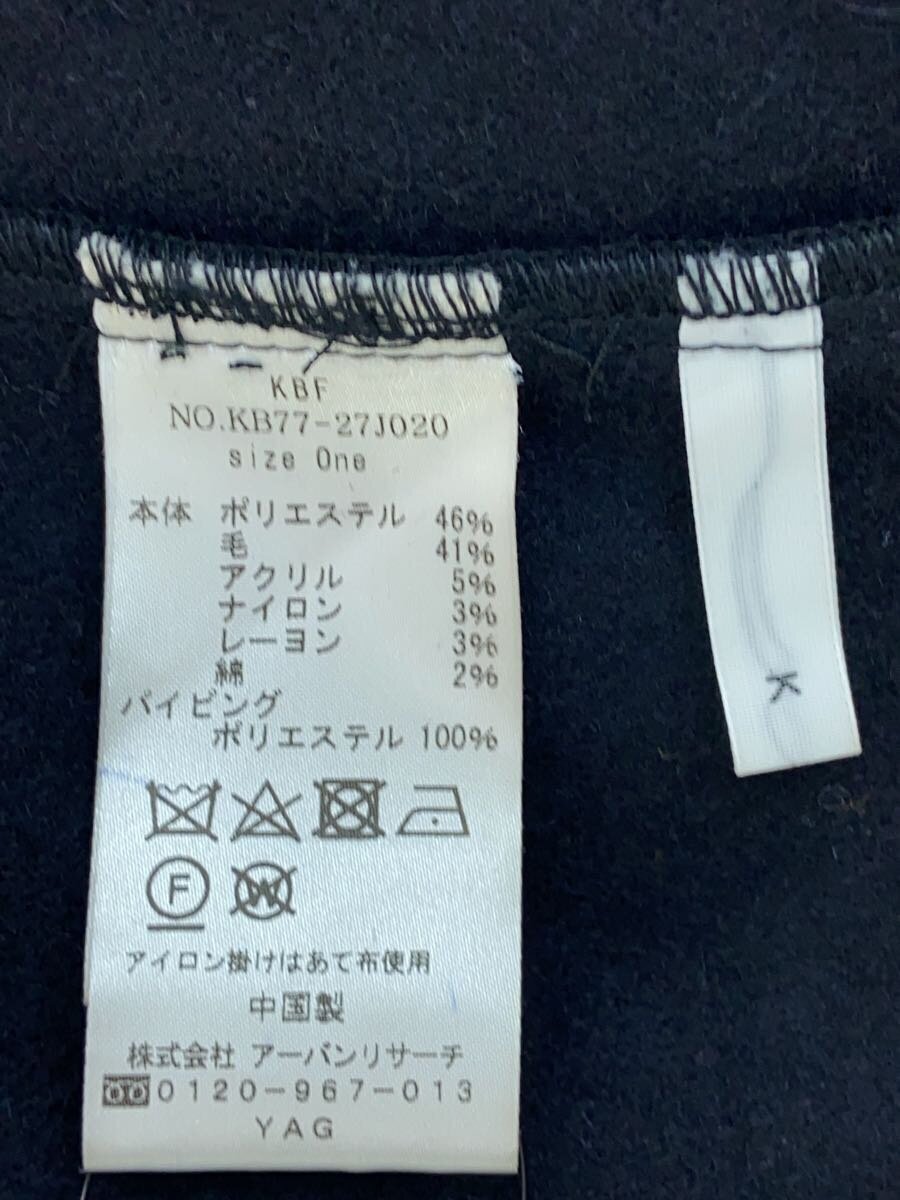 KBF
NO.KB77-27J020
size One
本体 ポリエステル 46%
毛 41%
アクリル 5%
ナイロン 3%
レーヨン 3%
綿 2%
パイピング
ポリエステル 100%
F W
アイロン掛けはあて布使用
中国製
株式会社 アーバンリサーチ
0120-967-013
YAG
K